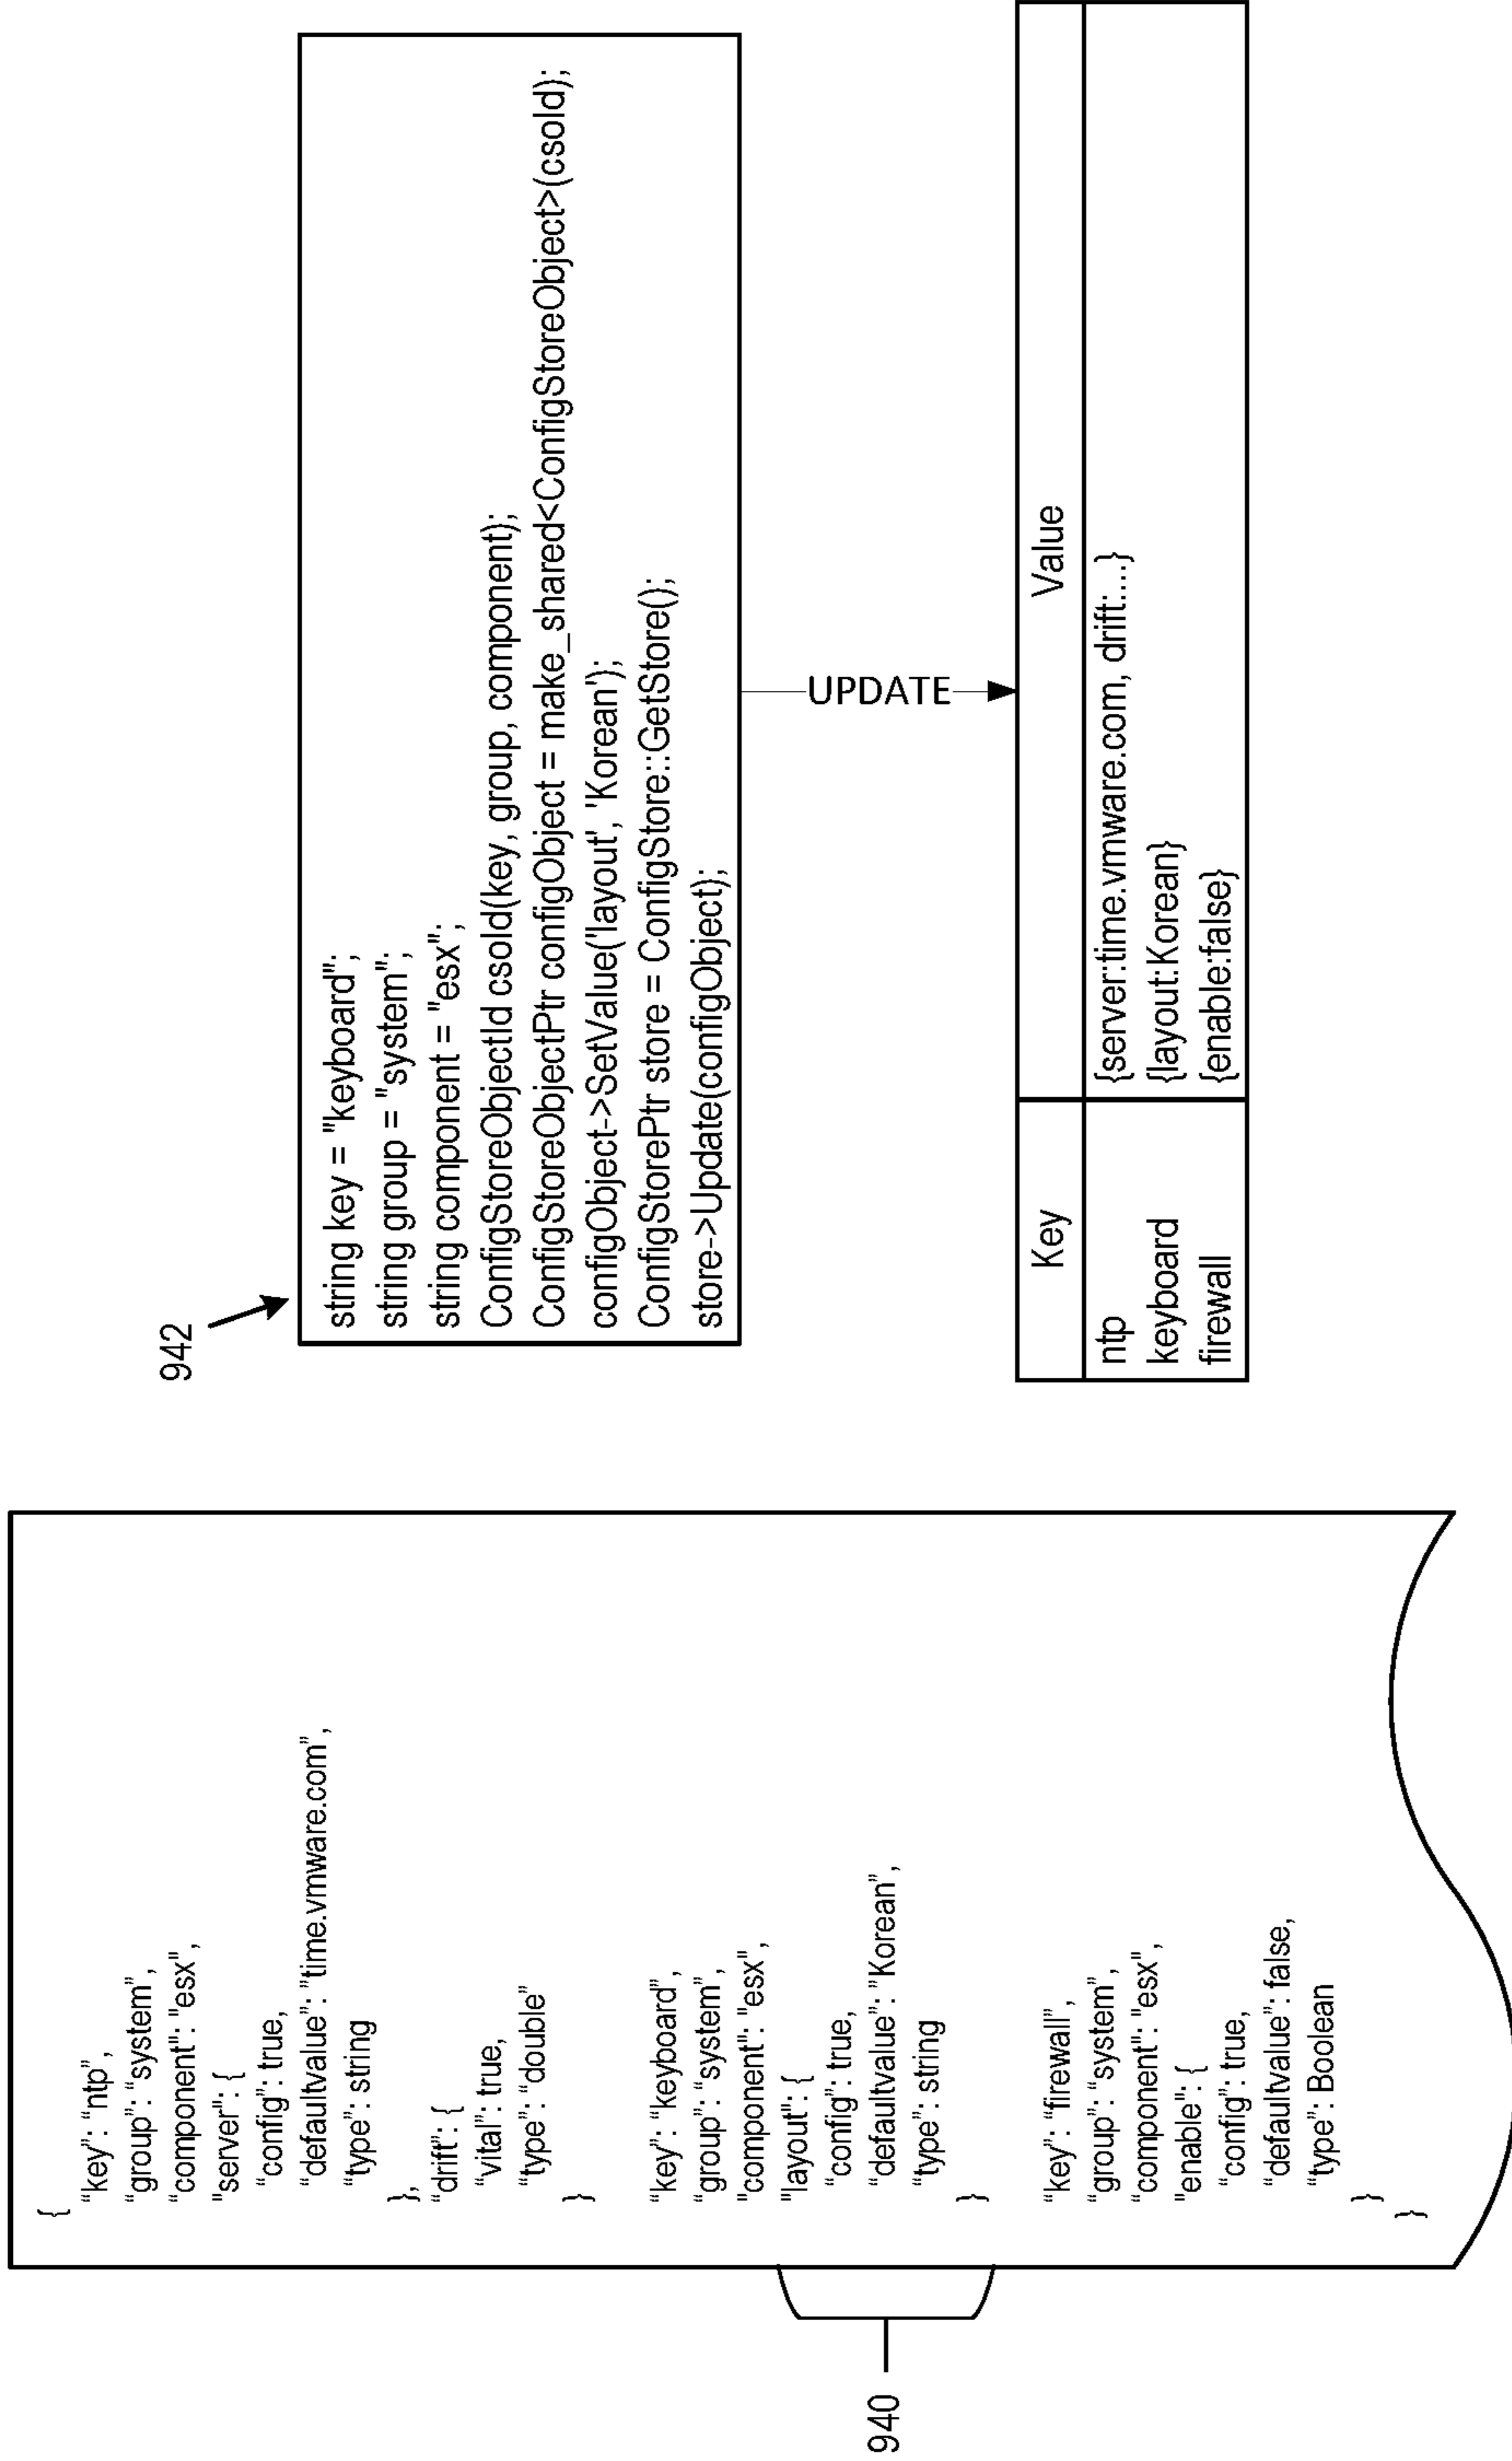 {
“key”: “ntp”,
“group”: “system”,
“component”: "esx”,
"server": {
“config”: true,
“defaultvalue”: “time.vmware.com”,
“type”: string
},
“drift”: {
“vital”: true,
“type”: “double”
}
“key”: “keyboard”,
“group”: “system”,
"component": "esx”,
"layout": {
“config”: true,
“defaultvalue”: "Korean”,
“type”: string
}
“key”: “firewall”,
“group”: “system”,
"component": "esx”,
"enable": {
“config”: true,
“defaultvalue”: false,
“type”: Boolean
}
}
940
942
string key = "keyboard";
string group = "system";
string component = "esx";
ConfigStoreObjectId csoId(key, group, component);
ConfigStoreObjectPtr configObject = make_shared<ConfigStoreObject>(csoId);
configObject->SetValue('layout', 'Korean');
ConfigStorePtr store = ConfigStore::GetStore();
store->Update(configObject);
UPDATE
Key Value
ntp {server:time.vmware.com, drift:...}
keyboard {layout:Korean}
firewall {enable:false}